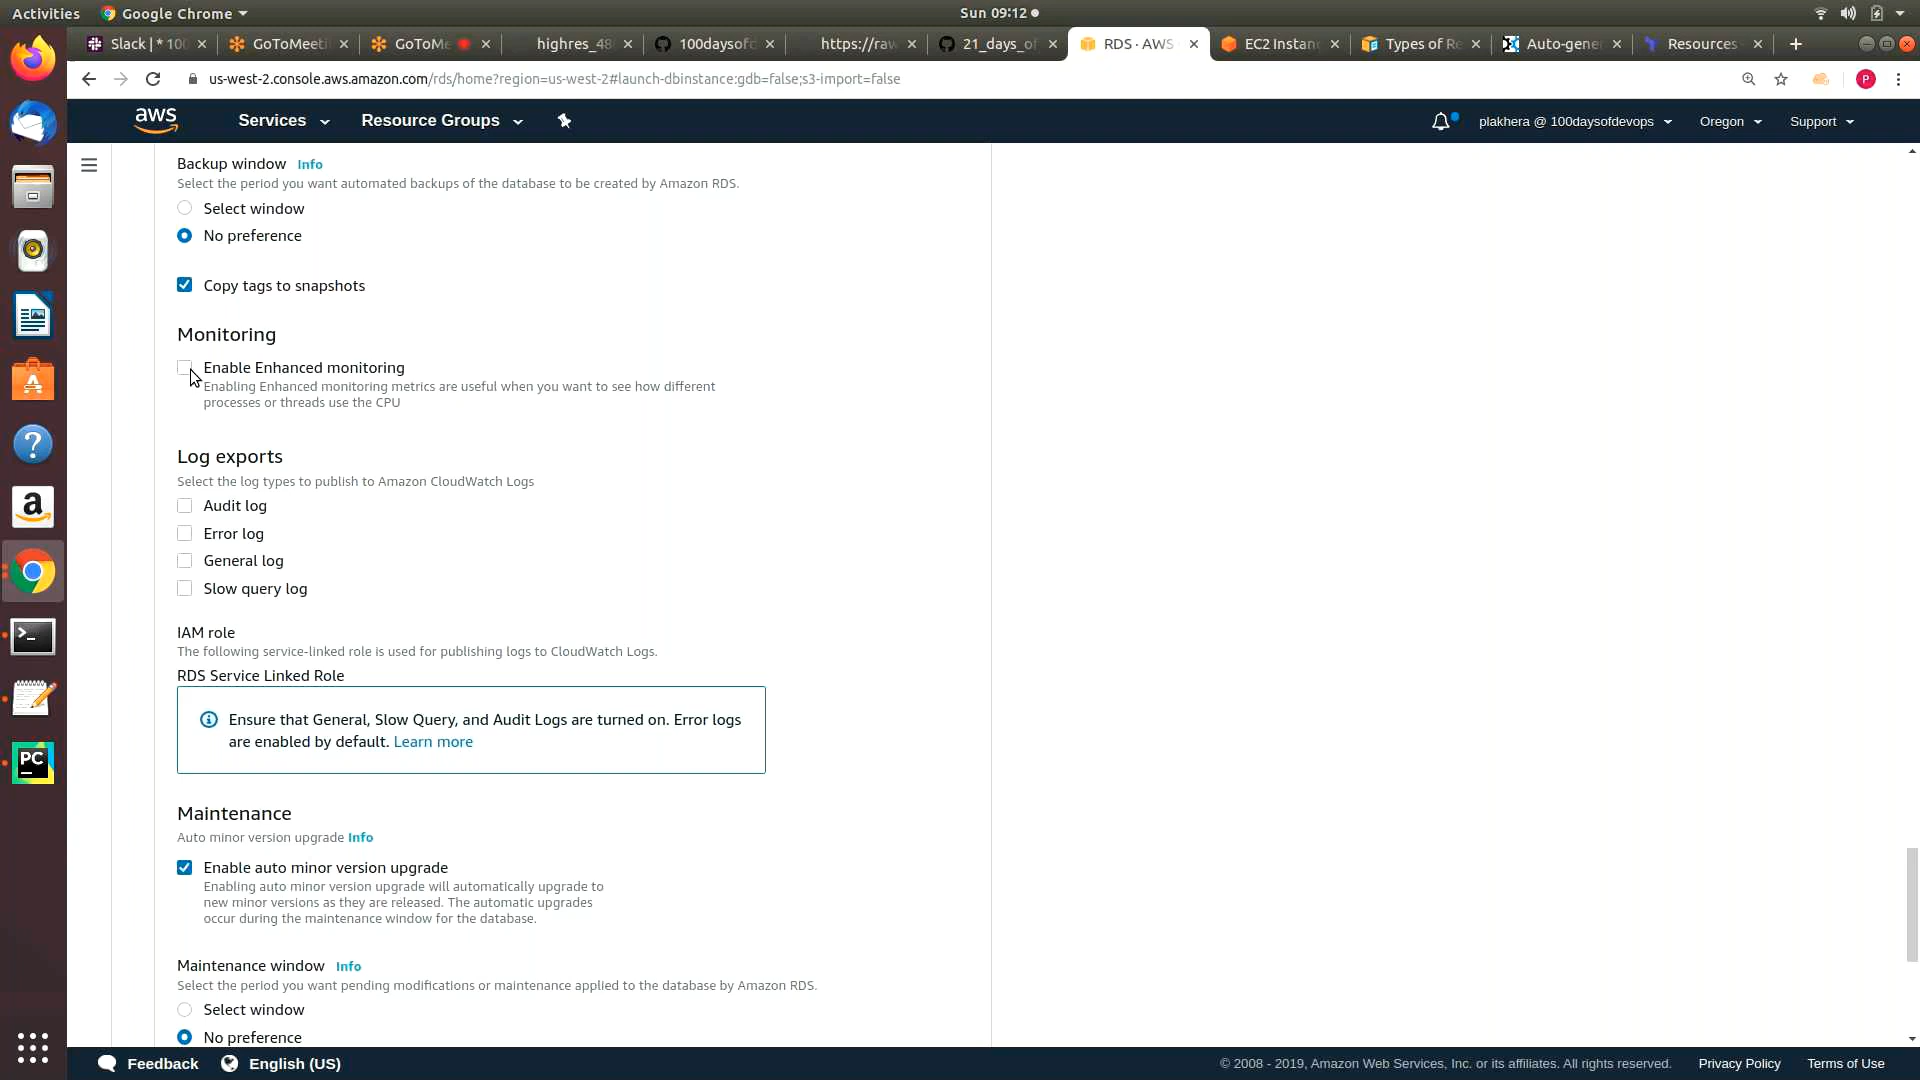 Activities
Google Chrome
Sun 09:12
Slack | * 100
GoToMeeti
GoToMe
highres_48
100daysof
https://raw
21_days_of
RDS · AWS
EC2 Instan
Types of Re
Auto-gene
Resources
us-west-2.console.aws.amazon.com/rds/home?region=us-west-2#launch-dbinstance:gdb=false;s3-import=false
P
aws
Services
Resource Groups
plakhera @ 100daysofdevops
Oregon
Support
Backup window Info
Select the period you want automated backups of the database to be created by Amazon RDS.
Select window
No preference
Copy tags to snapshots
Monitoring
Enable Enhanced monitoring
Enabling Enhanced monitoring metrics are useful when you want to see how different
processes or threads use the CPU
Log exports
Select the log types to publish to Amazon CloudWatch Logs
Audit log
Error log
General log
Slow query log
IAM role
The following service-linked role is used for publishing logs to CloudWatch Logs.
RDS Service Linked Role
Ensure that General, Slow Query, and Audit Logs are turned on. Error logs
are enabled by default. Learn more
Maintenance
Auto minor version upgrade Info
Enable auto minor version upgrade
Enabling auto minor version upgrade will automatically upgrade to
new minor versions as they are released. The automatic upgrades
occur during the maintenance window for the database.
Maintenance window Info
Select the period you want pending modifications or maintenance applied to the database by Amazon RDS.
Select window
No preference
PC
Feedback
English (US)
© 2008 - 2019, Amazon Web Services, Inc. or its affiliates. All rights reserved.
Privacy Policy
Terms of Use